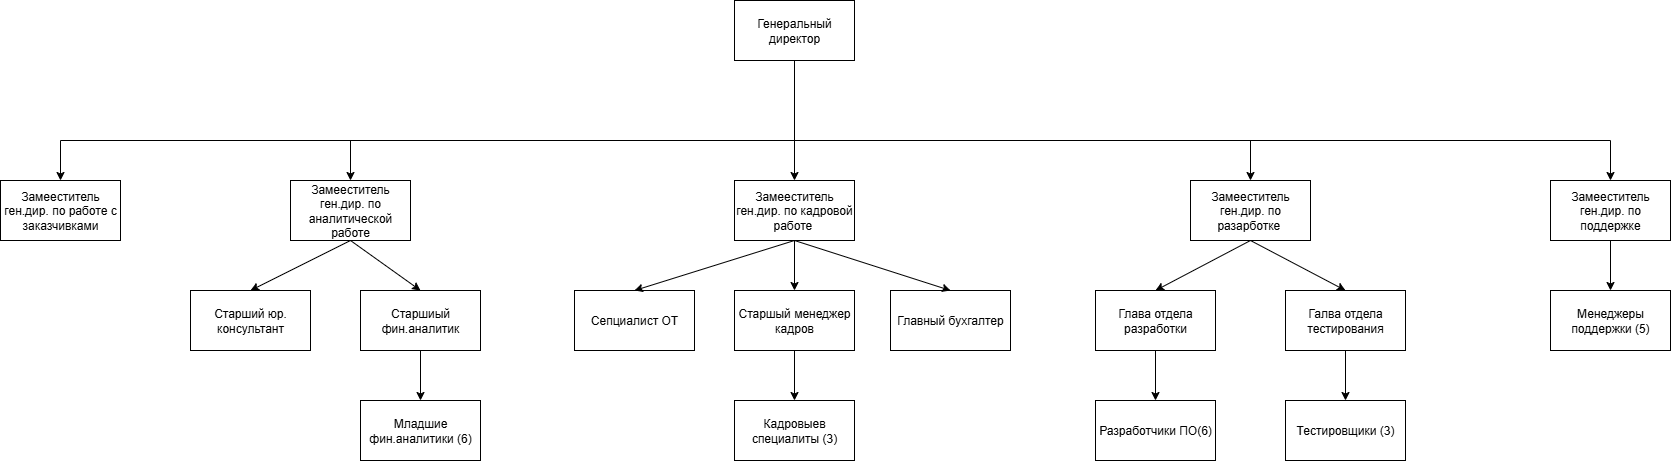 Генеральный
директор
Замееститель
ген.дир. по работе с
заказчивками
Замееститель
ген.дир. по
аналитической
работе
Замееститель
ген.дир. по кадровой
работе
Замееститель
ген.дир. по
разарботке
Замееститель
ген.дир. по
поддержке
Старший юр.
консультант
Старшиый
фин.аналитик
Сепциалист ОТ
Старшый менеджер
кадров
Главный бухгалтер
Глава отдела
разработки
Галва отдела
тестирования
Менеджеры
поддержки (5)
Младшие
фин.аналитики (6)
Кадровыев
специалиты (3)
Разработчики ПО(6)
Тестировщики (3)